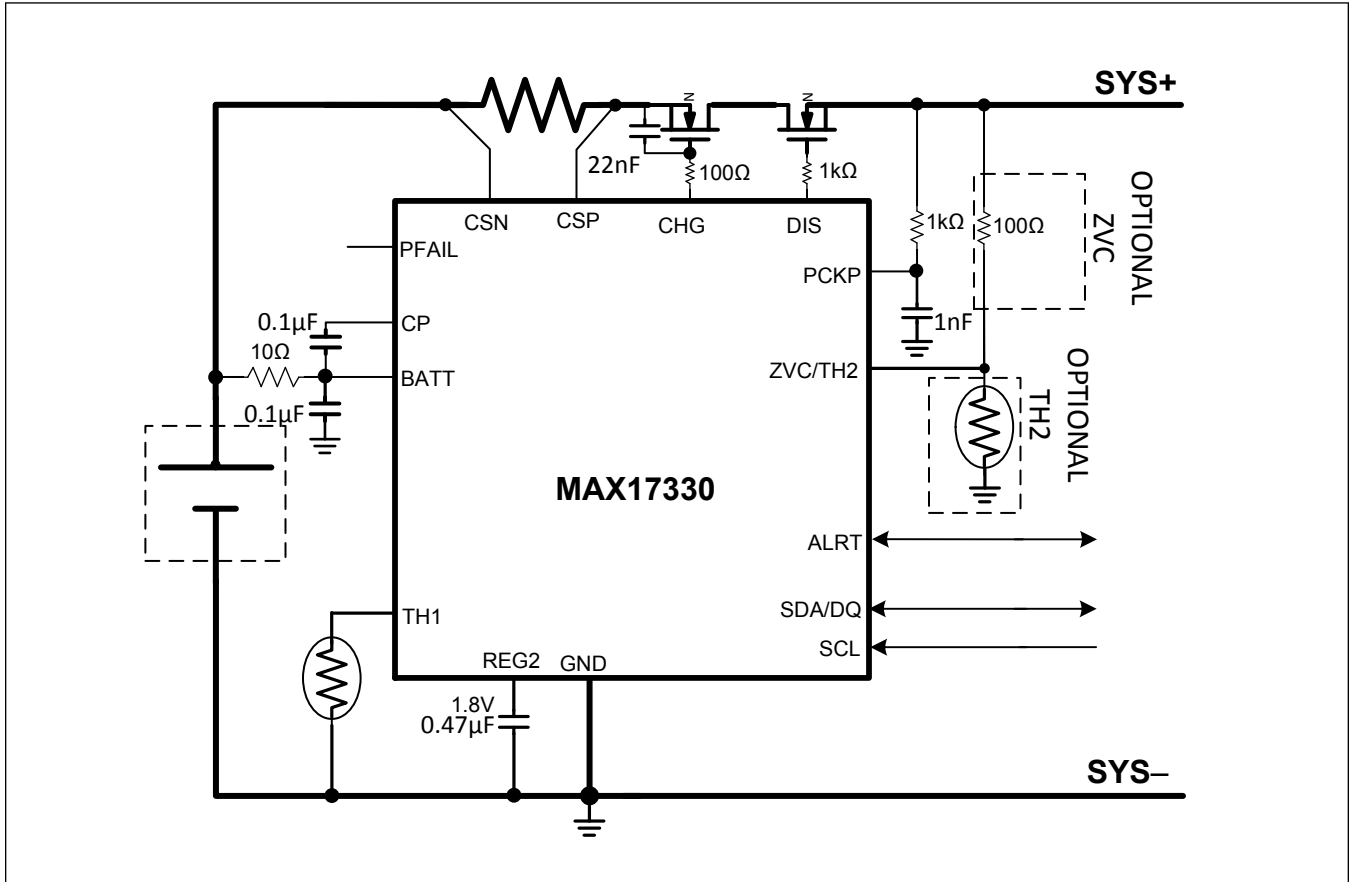 SYS+
N
N
22nF
100Ω
1kΩ
CSN
CSP
CHG
DIS
1kΩ
100Ω
OPTIONAL
ZVC
PFAIL
PCKP
0.1µF
CP
1nF
10Ω
BATT
ZVC/TH2
0.1µF
OPTIONAL
TH2
MAX17330
ALRT
TH1
SDA/DQ
SCL
REG2
GND
1.8V
0.47µF
SYS–